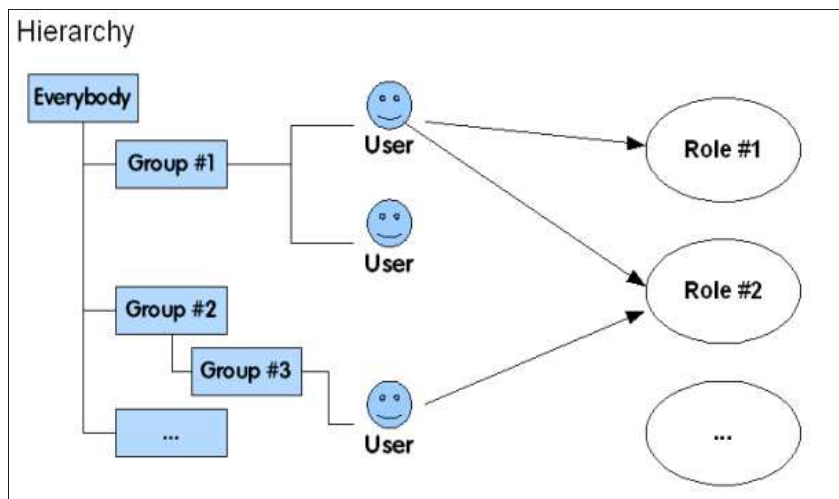 Hierarchy
Everybody
Group #1
User
Role #1
User
Group #2
Role #2
Group #3
...
User
...